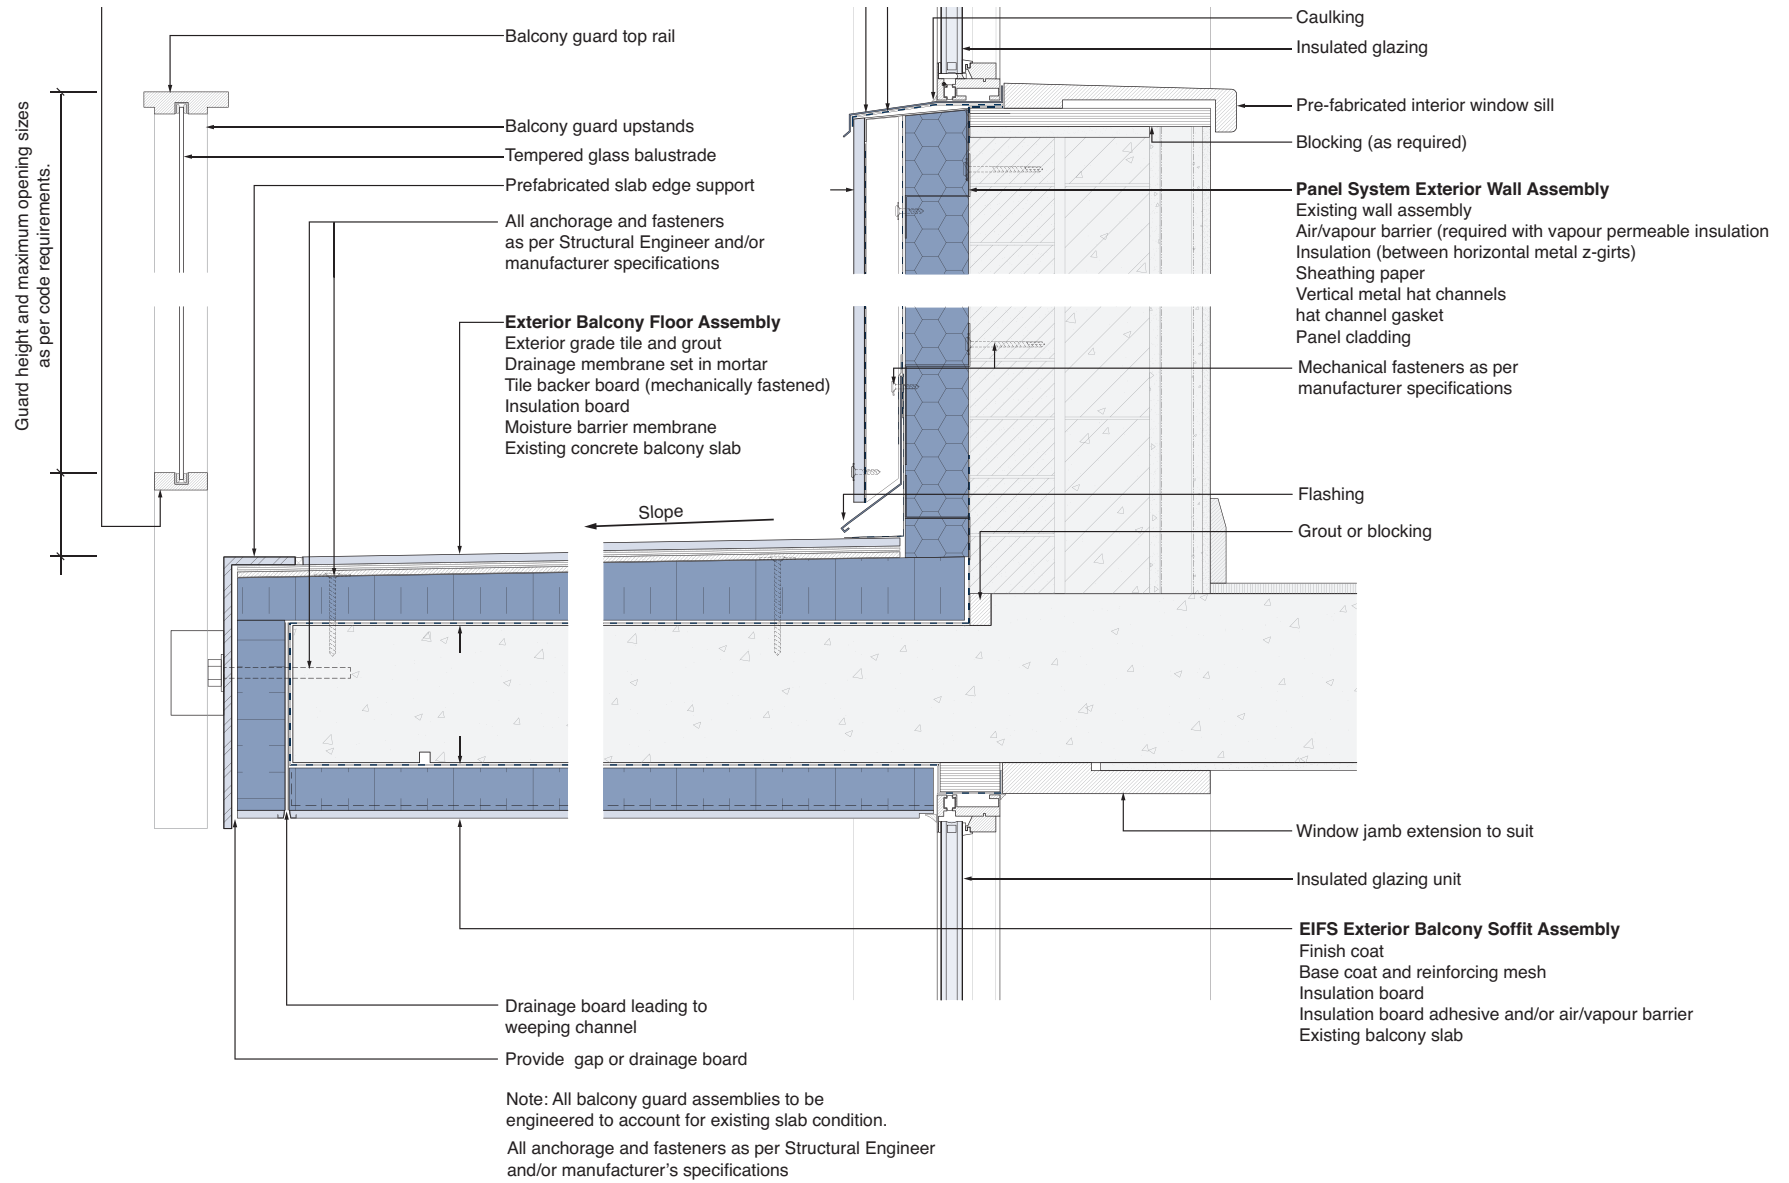 Guard height and maximum opening sizes
as per code requirements.
Balcony guard top rail
Balcony guard upstands
Tempered glass balustrade
Prefabricated slab edge support
All anchorage and fasteners
as per Structural Engineer and/or
manufacturer specifications
Exterior Balcony Floor Assembly
Exterior grade tile and grout
Drainage membrane set in mortar
Tile backer board (mechanically fastened)
Insulation board
Moisture barrier membrane
Existing concrete balcony slab
Slope
Caulking
Insulated glazing
Pre-fabricated interior window sill
Blocking (as required)
Panel System Exterior Wall Assembly
Existing wall assembly
Air/vapour barrier (required with vapour permeable insulation
Insulation (between horizontal metal z-girts)
Sheathing paper
Vertical metal hat channels
hat channel gasket
Panel cladding
Mechanical fasteners as per
manufacturer specifications
Flashing
Grout or blocking
Window jamb extension to suit
Insulated glazing unit
EIFS Exterior Balcony Soffit Assembly
Finish coat
Base coat and reinforcing mesh
Insulation board
Insulation board adhesive and/or air/vapour barrier
Existing balcony slab
Drainage board leading to
weeping channel
Provide gap or drainage board
Note: All balcony guard assemblies to be
engineered to account for existing slab condition.
All anchorage and fasteners as per Structural Engineer
and/or manufacturer's specifications